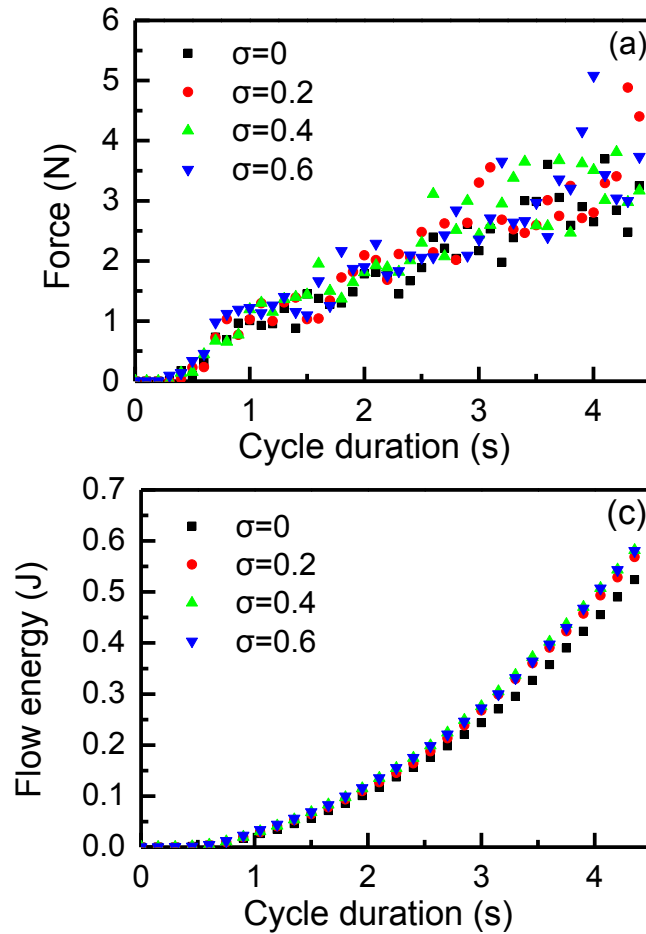 6
5
4
3
2
1
0
Force (N)
(a)
σ=0
σ=0.2
σ=0.4
σ=0.6
0 1 2 3 4
Cycle duration (s)
0.7
0.6
0.5
0.4
0.3
0.2
0.1
0.0
Flow energy (J)
(c)
σ=0
σ=0.2
σ=0.4
σ=0.6
0 1 2 3 4
Cycle duration (s)